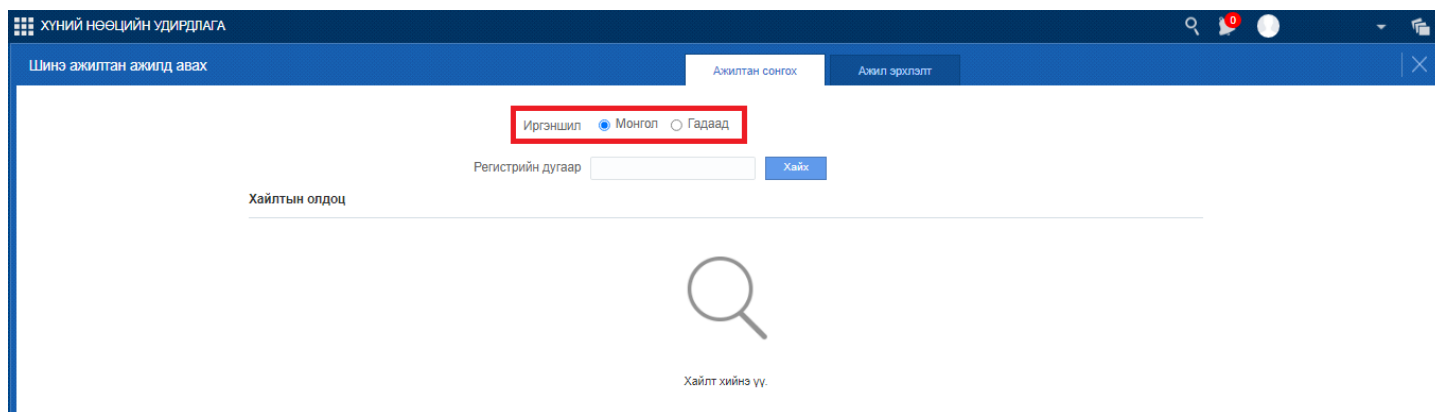 ХҮНИЙ НӨӨЦИЙН УДИРДЛАГА
0
Шинэ ажилтан ажилд авах
Ажилтан сонгох
Ажил эрхлэлт
Иргэншил Монгол Гадаад
Регистрийн дугаар Хайх
Хайлтын олдоц
Хайлт хийнэ үү.